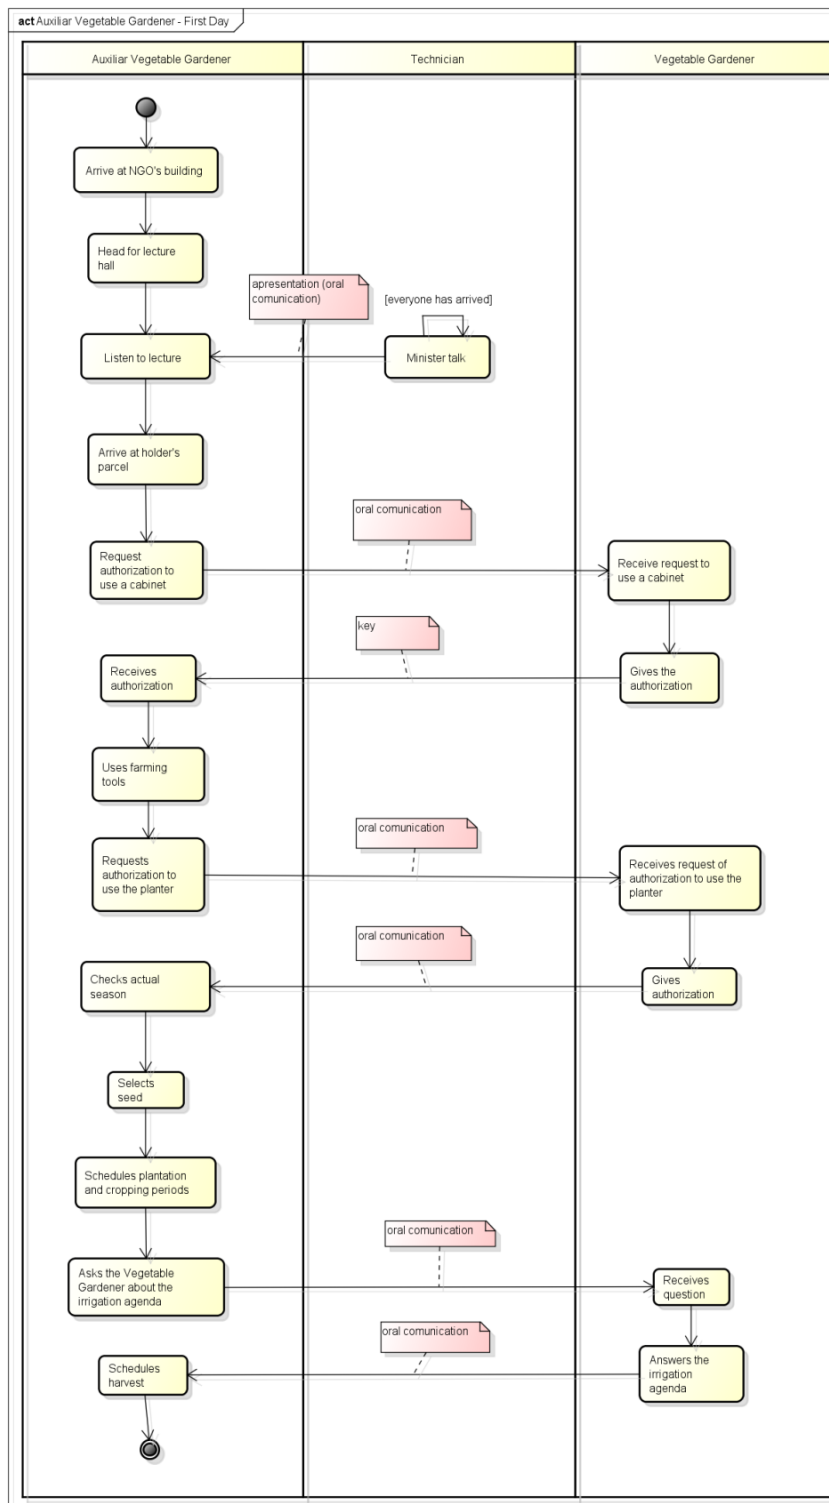 act Auxiliar Vegetable Gardener - First Day
Auxiliar Vegetable Gardener
Technician
Vegetable Gardener
Arrive at NGO's building
Head for lecture
hall
apresentation (oral
comunication)
[everyone has arrived]
Listen to lecture
Minister talk
Arrive at holder's
parcel
oral comunication
Request
authorization to
use a cabinet
Receive request to
use a cabinet
key
Receives
authorization
Gives the
authorization
Uses farming
tools
oral comunication
Requests
authorization to
use the planter
Receives request of
authorization to use the
planter
oral comunication
Checks actual
season
Gives
authorization
Selects
seed
Schedules plantation
and cropping periods
oral comunication
Asks the Vegetable
Gardener about the
irrigation agenda
Receives
question
oral comunication
Schedules
harvest
Answers the
irrigation
agenda